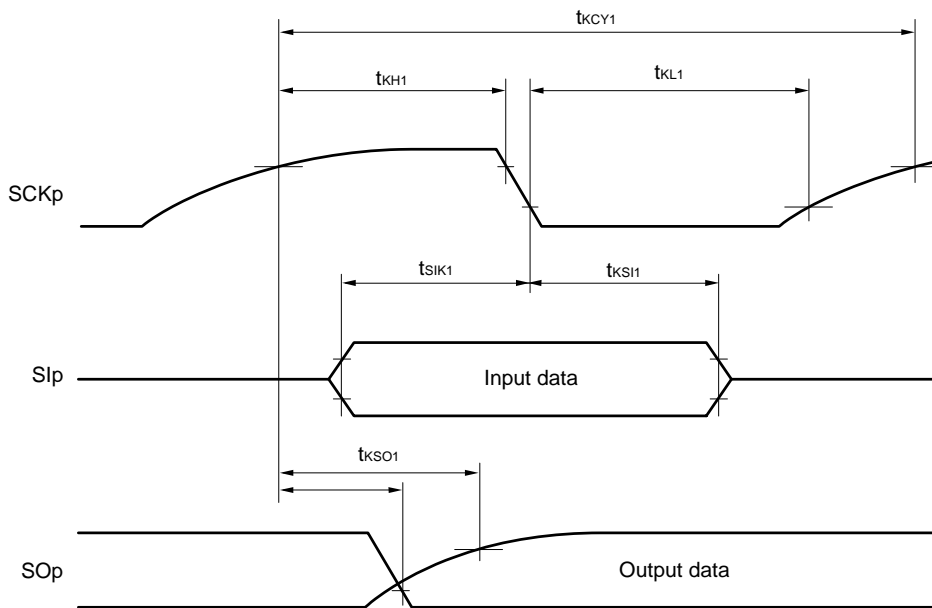 tKCY1
tKH1
tKL1
SCKp
tSIK1
tKSI1
SIp
Input data
tKSO1
SOp
Output data